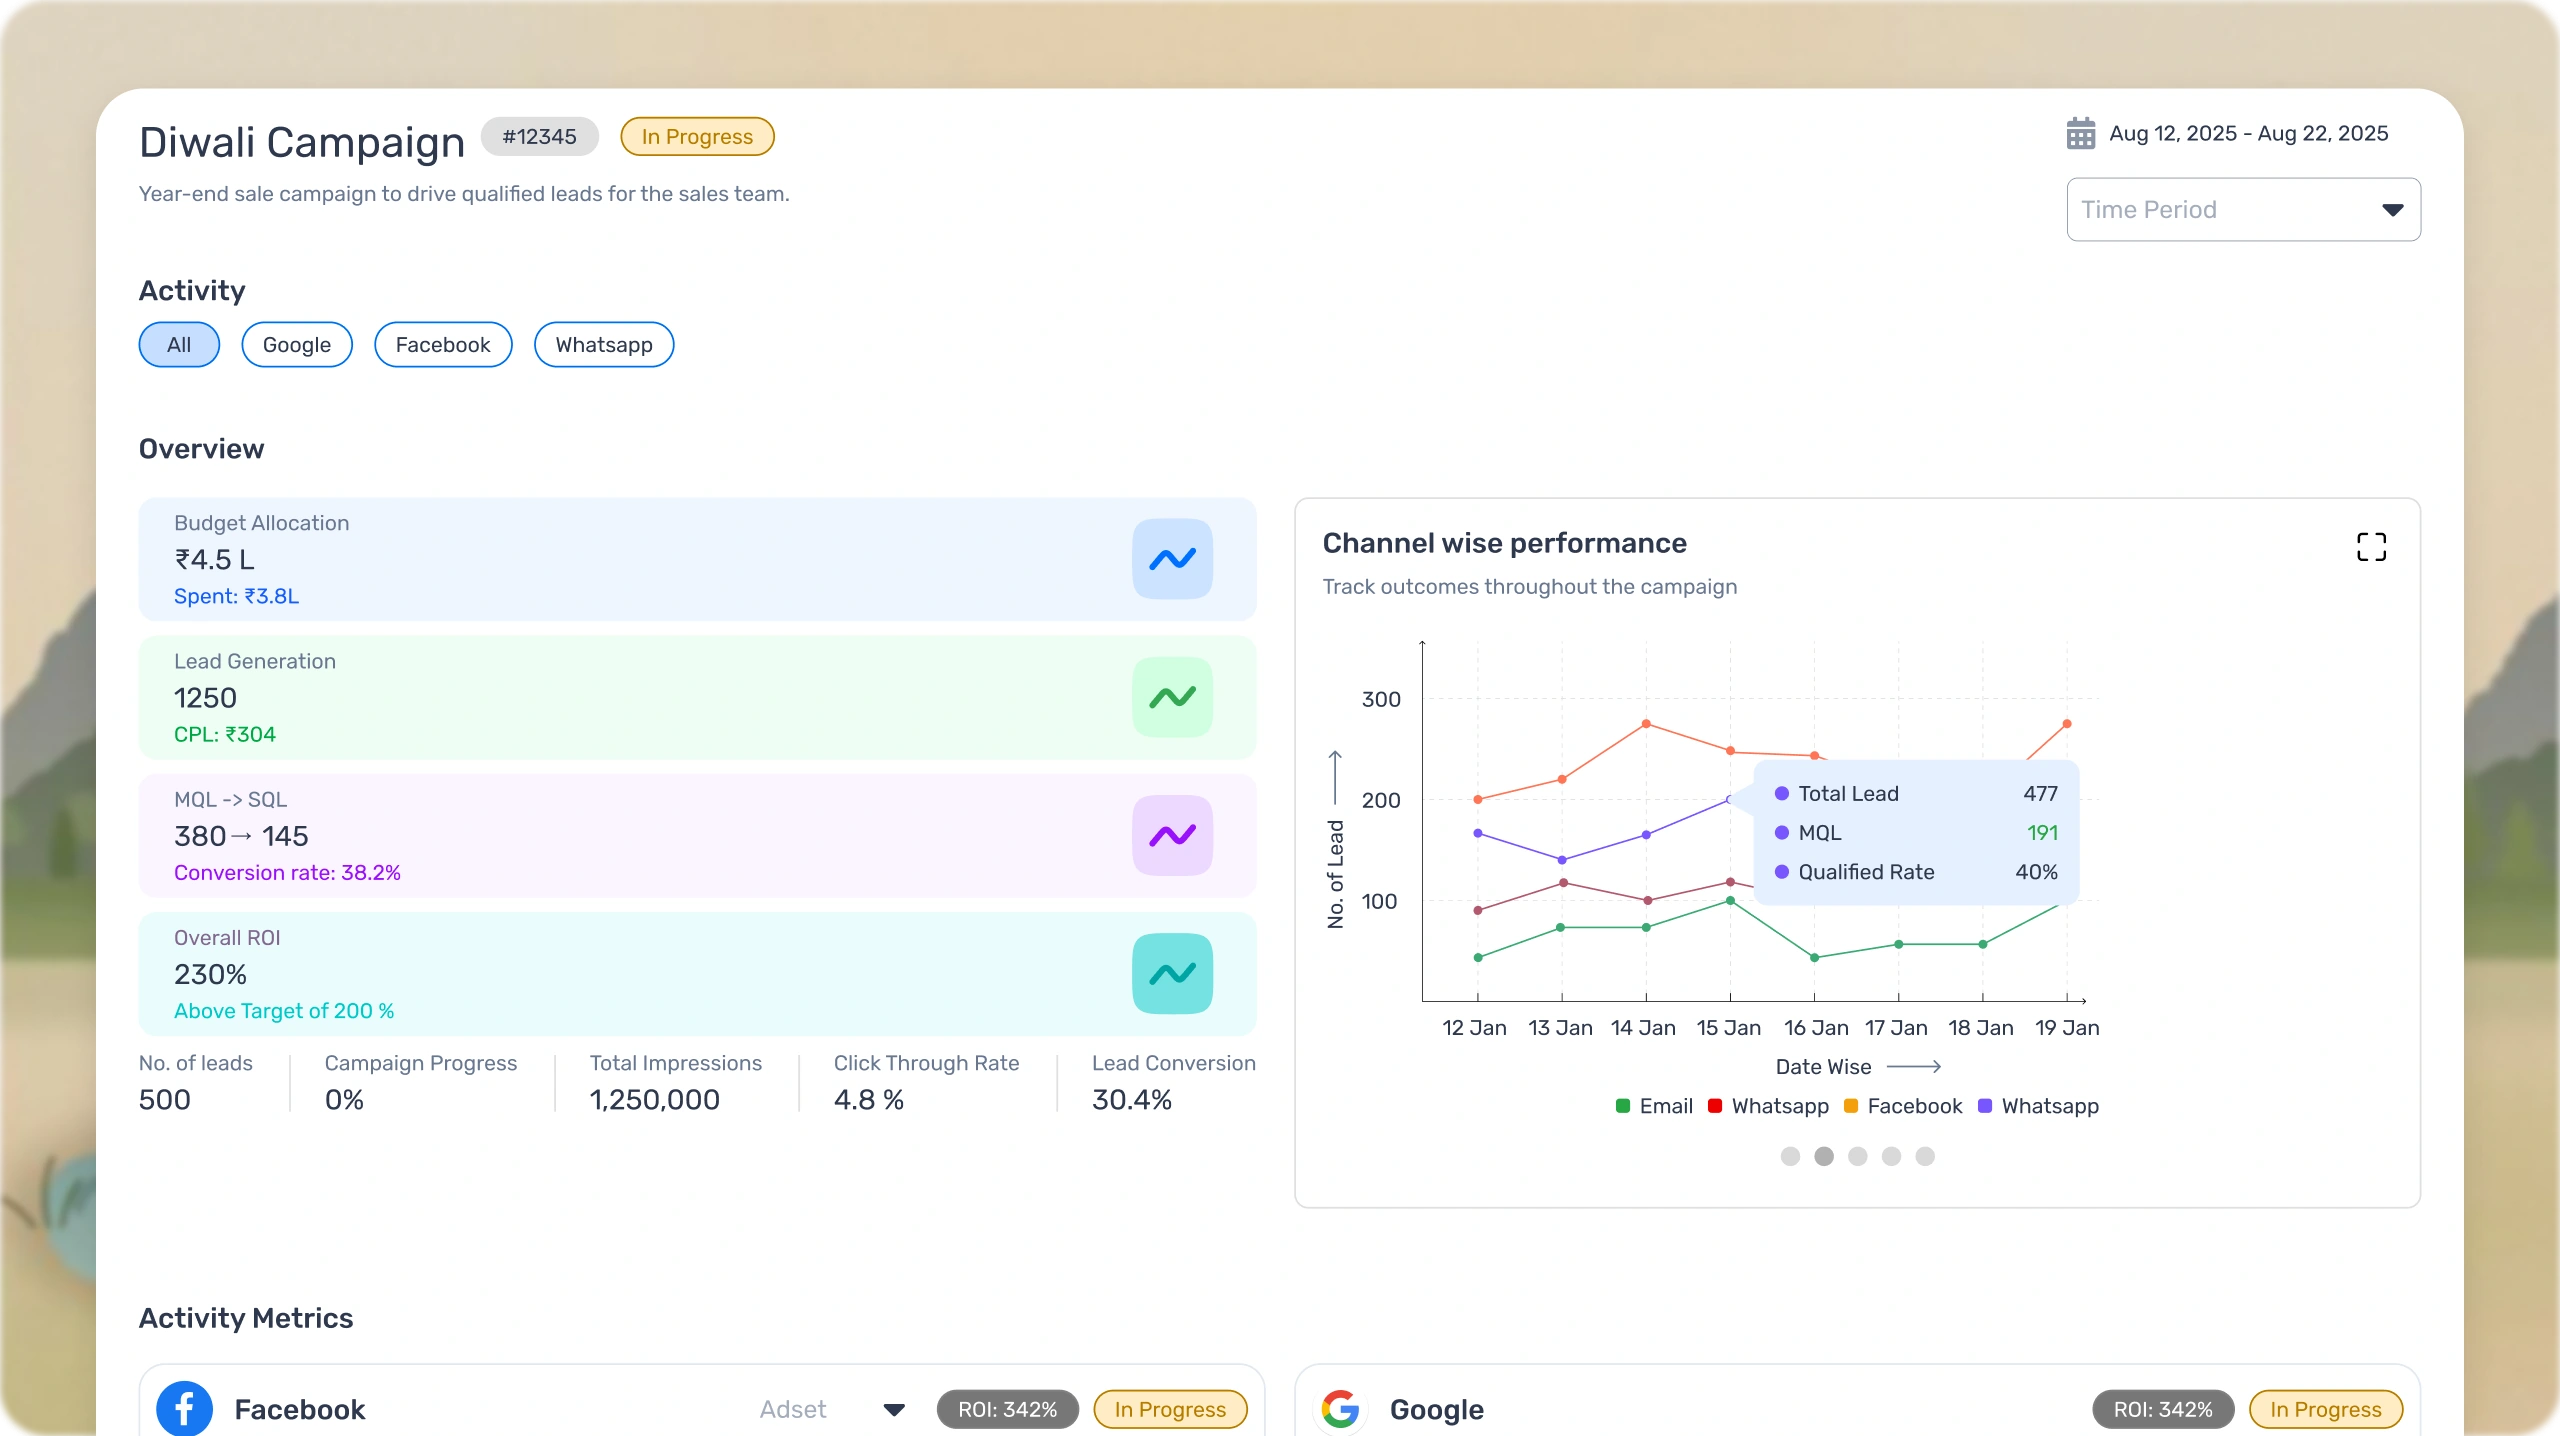 Diwali Campaign #12345 In Progress
Aug 12, 2025 - Aug 22, 2025
Year-end sale campaign to drive qualified leads for the sales team.
Time Period
Activity
All Google Facebook Whatsapp
Overview
Budget Allocation
₹4.5 L
Spent: ₹3.8L
Lead Generation
1250
CPL: ₹304
MQL -> SQL
380→ 145
Conversion rate: 38.2%
Overall ROI
230%
Above Target of 200 %
No. of leads
500
Campaign Progress
0%
Total Impressions
1,250,000
Click Through Rate
4.8 %
Lead Conversion
30.4%
Channel wise performance
Track outcomes throughout the campaign
No. of Lead
300
200
100
Total Lead 477
MQL 191
Qualified Rate 40%
12 Jan 13 Jan 14 Jan 15 Jan 16 Jan 17 Jan 18 Jan 19 Jan
Date Wise
Email Whatsapp Facebook Whatsapp
Activity Metrics
Facebook Adset ROI: 342% In Progress
Google ROI: 342% In Progress